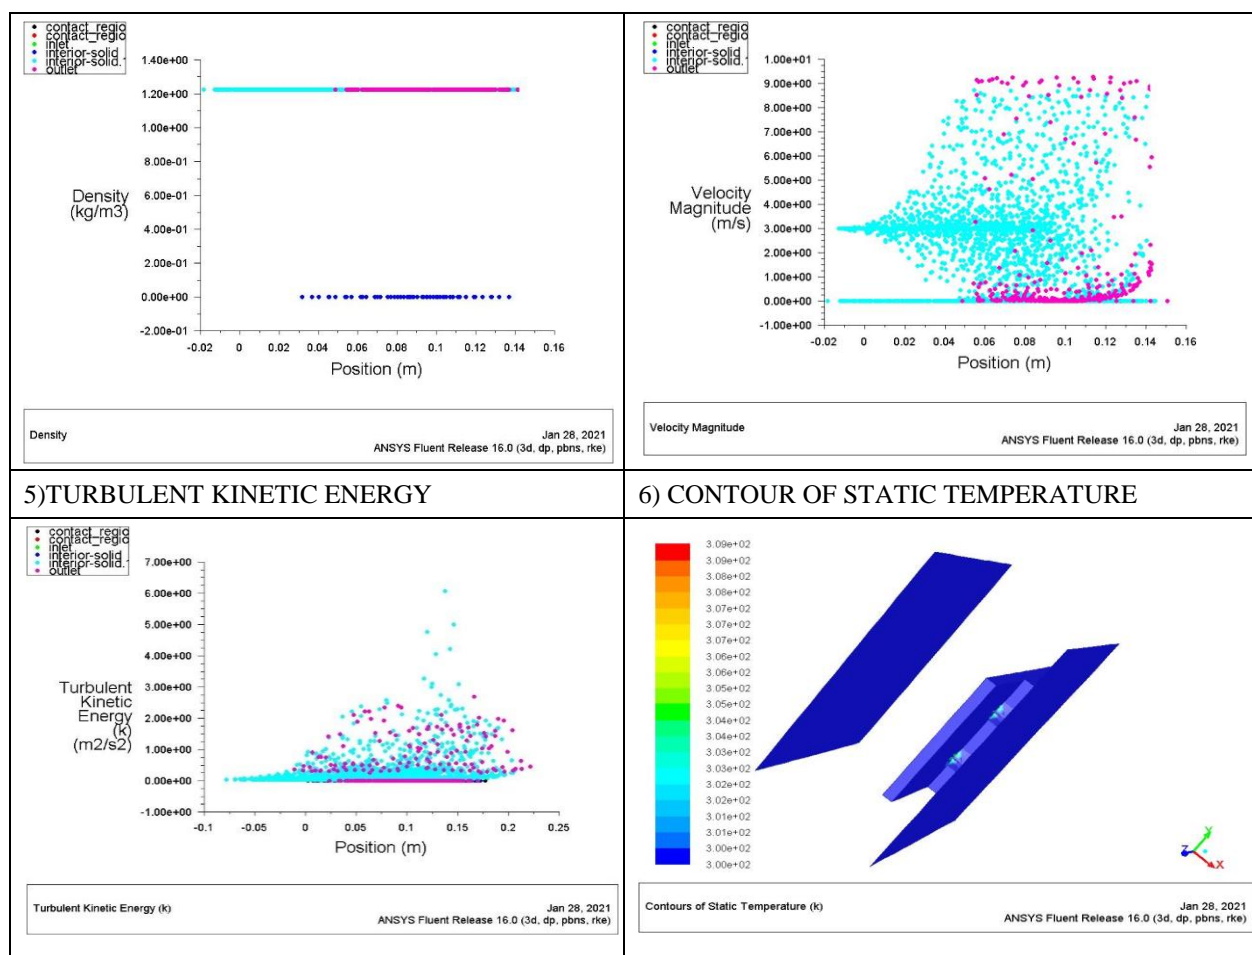 contact_regio
contact_regio
inlet
interior-solid
interior-solid.
outlet
1.40e+00
1.20e+00
1.00e+00
8.00e-01
6.00e-01
4.00e-01
2.00e-01
0.00e+00
-2.00e-01
Density
(kg/m3)
-0.02 0 0.02 0.04 0.06 0.08 0.1 0.12 0.14 0.16
Position (m)
Density
Jan 28, 2021
ANSYS Fluent Release 16.0 (3d, dp, pbns, rke)
contact_regio
contact_regio
inlet
interior-solid
interior-solid.
outlet
1.00e+01
9.00e+00
8.00e+00
7.00e+00
6.00e+00
5.00e+00
4.00e+00
3.00e+00
2.00e+00
1.00e+00
0.00e+00
-1.00e+00
Velocity
Magnitude
(m/s)
-0.02 0 0.02 0.04 0.06 0.08 0.1 0.12 0.14 0.16
Position (m)
Velocity Magnitude
Jan 28, 2021
ANSYS Fluent Release 16.0 (3d, dp, pbns, rke)
5)TURBULENT KINETIC ENERGY
6) CONTOUR OF STATIC TEMPERATURE
contact_regio
contact_regio
inlet
interior-solid
interior-solid.
outlet
7.00e+00
6.00e+00
5.00e+00
4.00e+00
3.00e+00
2.00e+00
1.00e+00
0.00e+00
-1.00e+00
Turbulent
Kinetic
Energy
(k)
(m2/s2)
-0.1 -0.05 0 0.05 0.1 0.15 0.2 0.25
Position (m)
Turbulent Kinetic Energy (k)
Jan 28, 2021
ANSYS Fluent Release 16.0 (3d, dp, pbns, rke)
3.09e+02
3.09e+02
3.08e+02
3.08e+02
3.07e+02
3.07e+02
3.06e+02
3.05e+02
3.05e+02
3.04e+02
3.04e+02
3.03e+02
3.03e+02
3.02e+02
3.02e+02
3.01e+02
3.01e+02
3.00e+02
3.00e+02
Y
Z
X
Contours of Static Temperature (k)
Jan 28, 2021
ANSYS Fluent Release 16.0 (3d, dp, pbns, rke)